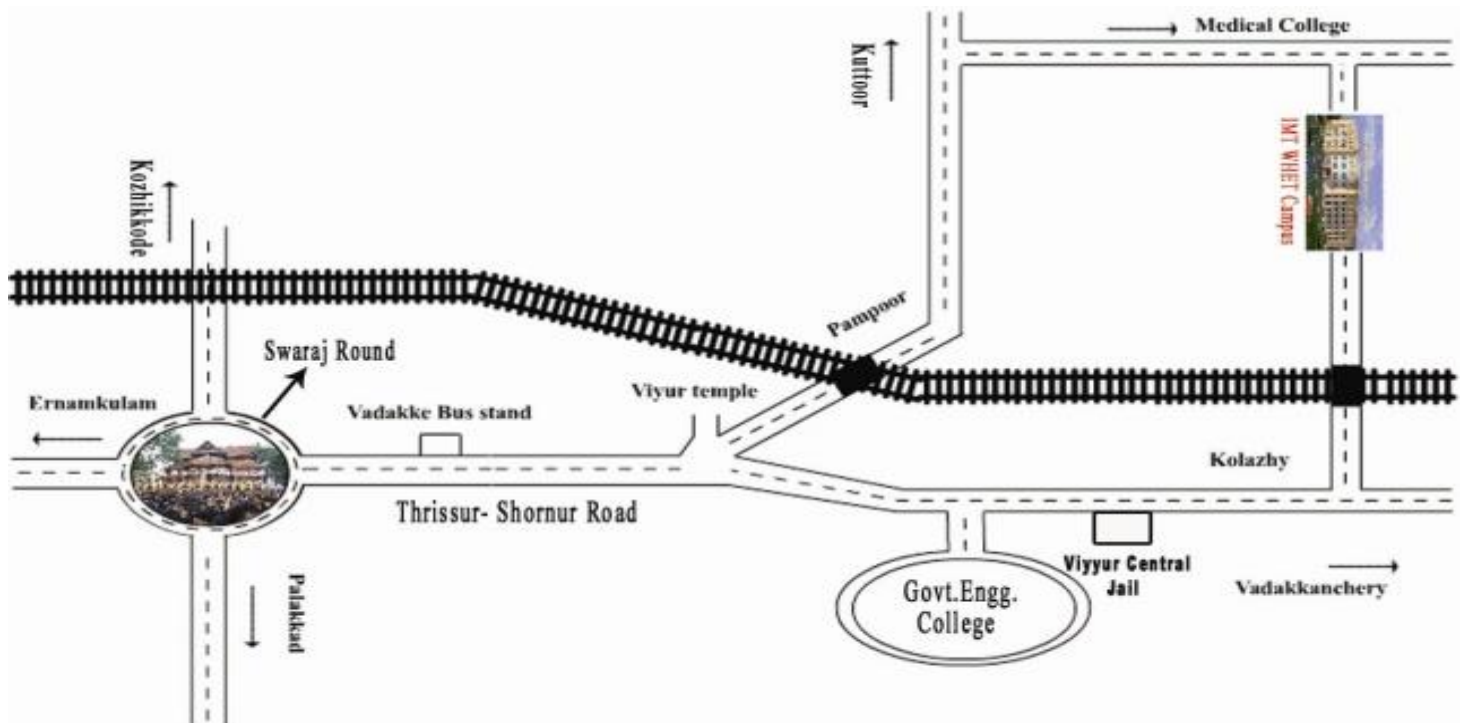 Medical College
Kuttoor
IMT WHET Campus
Kozhikkode
Pampoor
Swaraj Round
Viyur temple
Ernamkulam
Vadakke Bus stand
Kolazhy
Thrissur- Shornur Road
Viyyur Central
Jail
Vadakkanchery
Govt.Engg.
College
Palakkad